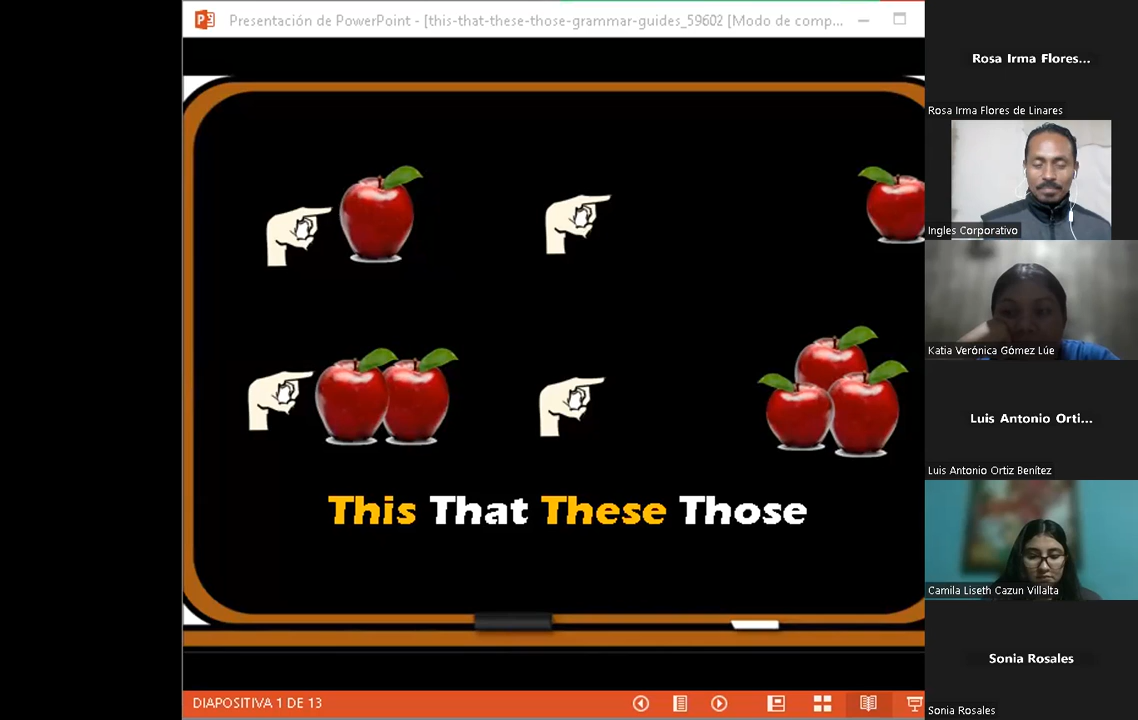 Presentación de PowerPoint - [this-that-these-those-grammar-guides_59602 [Modo de comp...
Rosa Irma Flores...
Rosa Irma Flores de Linares
Ingles Corporativo
Katia Verónica Gómez Lúe
Luis Antonio Orti...
Luis Antonio Ortiz Benítez
This That These Those
Camila Liseth Cazun Villalta
Sonia Rosales
DIAPOSITIVA 1 DE 13
Sonia Rosales